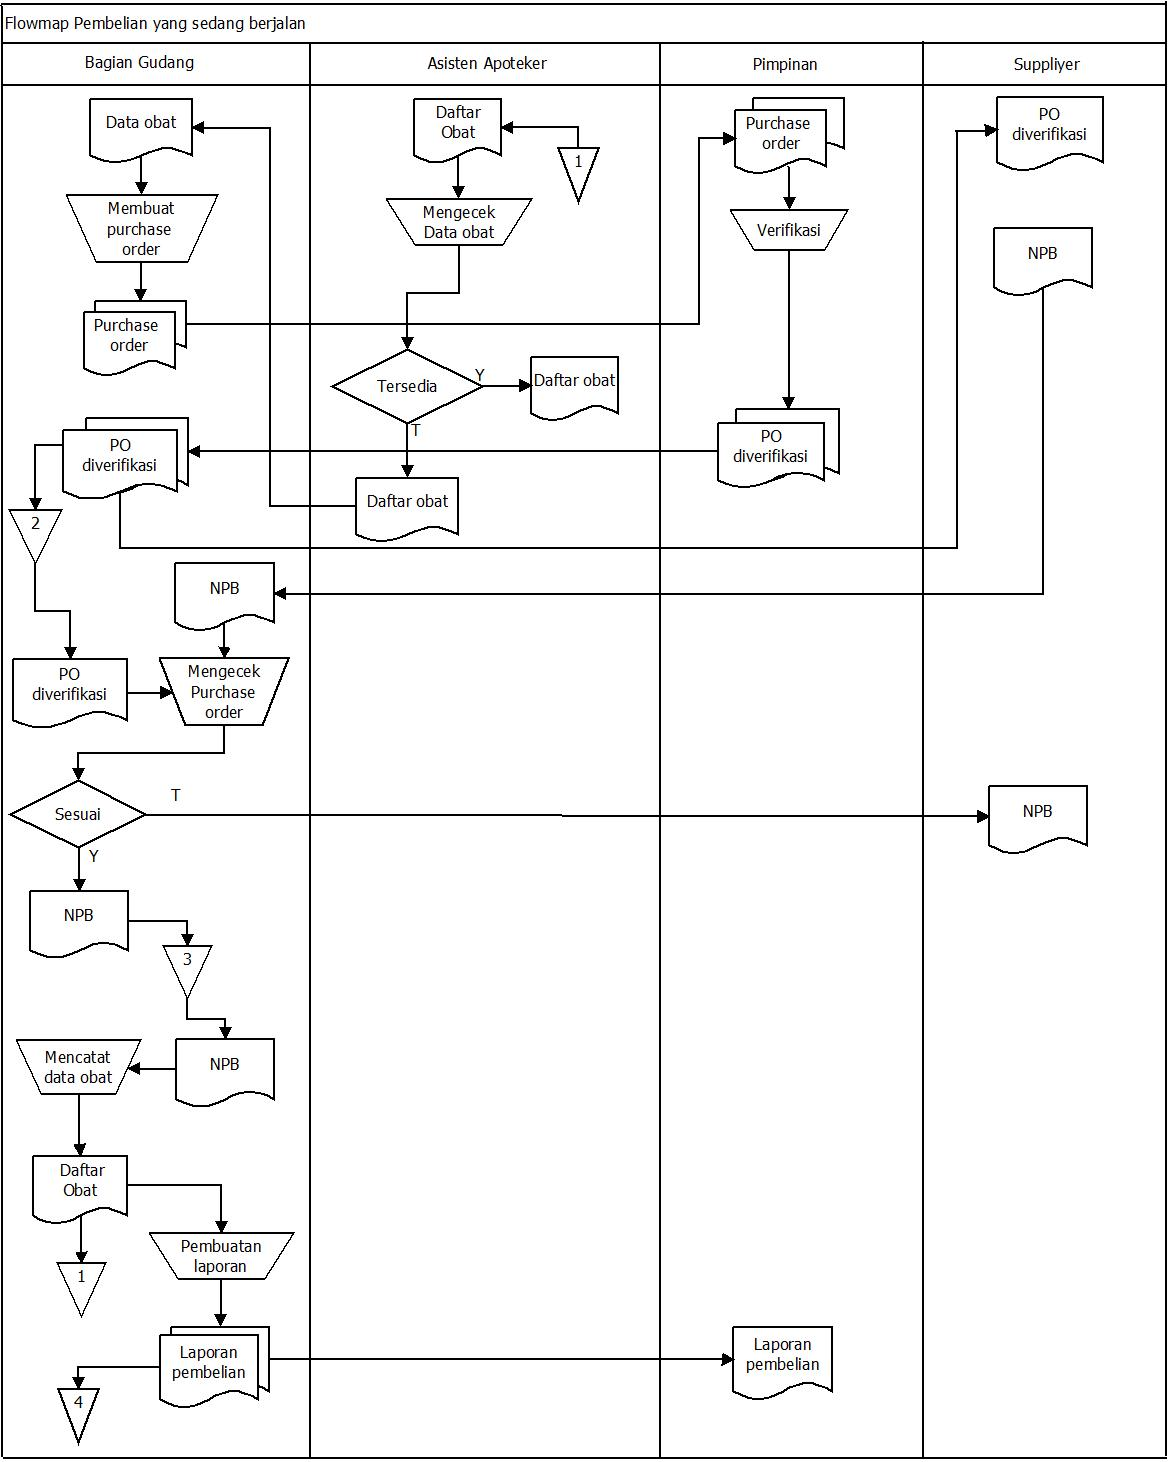 Flowmap Pembelian yang sedang berjalan
Bagian Gudang
Asisten Apoteker
Pimpinan
Suppliyer
Data obat
Membuat
purchase
order
Purchase
order
PO
diverifikasi
2
NPB
PO
diverifikasi
Mengecek
Purchase
order
Sesuai
T
Y
NPB
3
NPB
Mencatat
data obat
Daftar
Obat
1
Pembuatan
laporan
Laporan
pembelian
4
Daftar
Obat
1
Mengecek
Data obat
Tersedia
Y
Daftar obat
T
Daftar obat
Purchase
order
Verifikasi
PO
diverifikasi
Laporan
pembelian
PO
diverifikasi
NPB
NPB